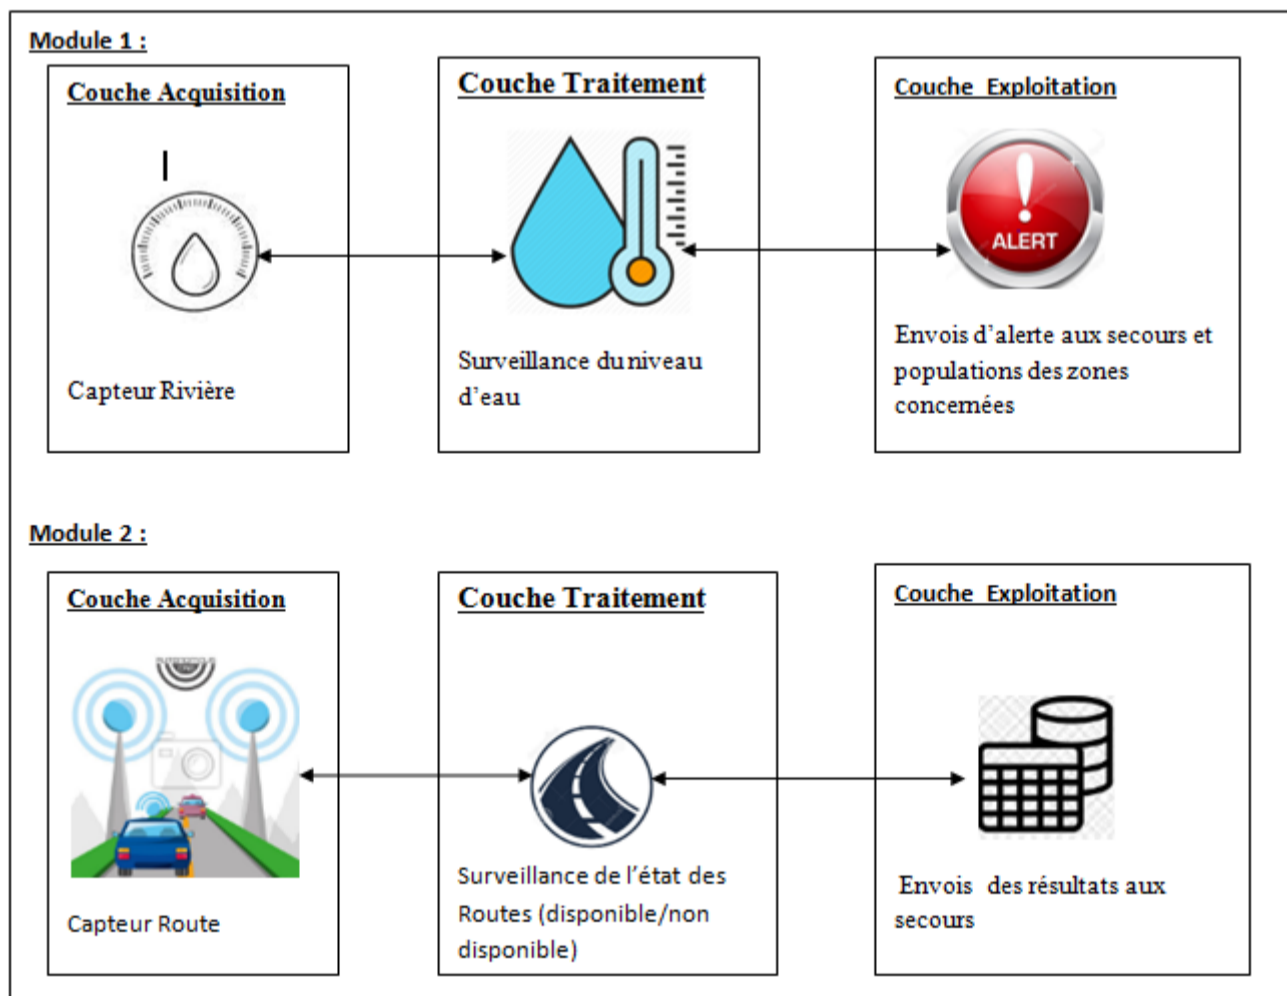 Module 1 :
Couche Acquisition
Capteur Rivière
Couche Traitement
Surveillance du niveau
d'eau
Couche Exploitation
ALERT
Envois d'alerte aux secours et
populations des zones
concernées
Module 2 :
Couche Acquisition
Capteur Route
Couche Traitement
Surveillance de l'état des
Routes (disponible/non
disponible)
Couche Exploitation
Envois des résultats aux
secours